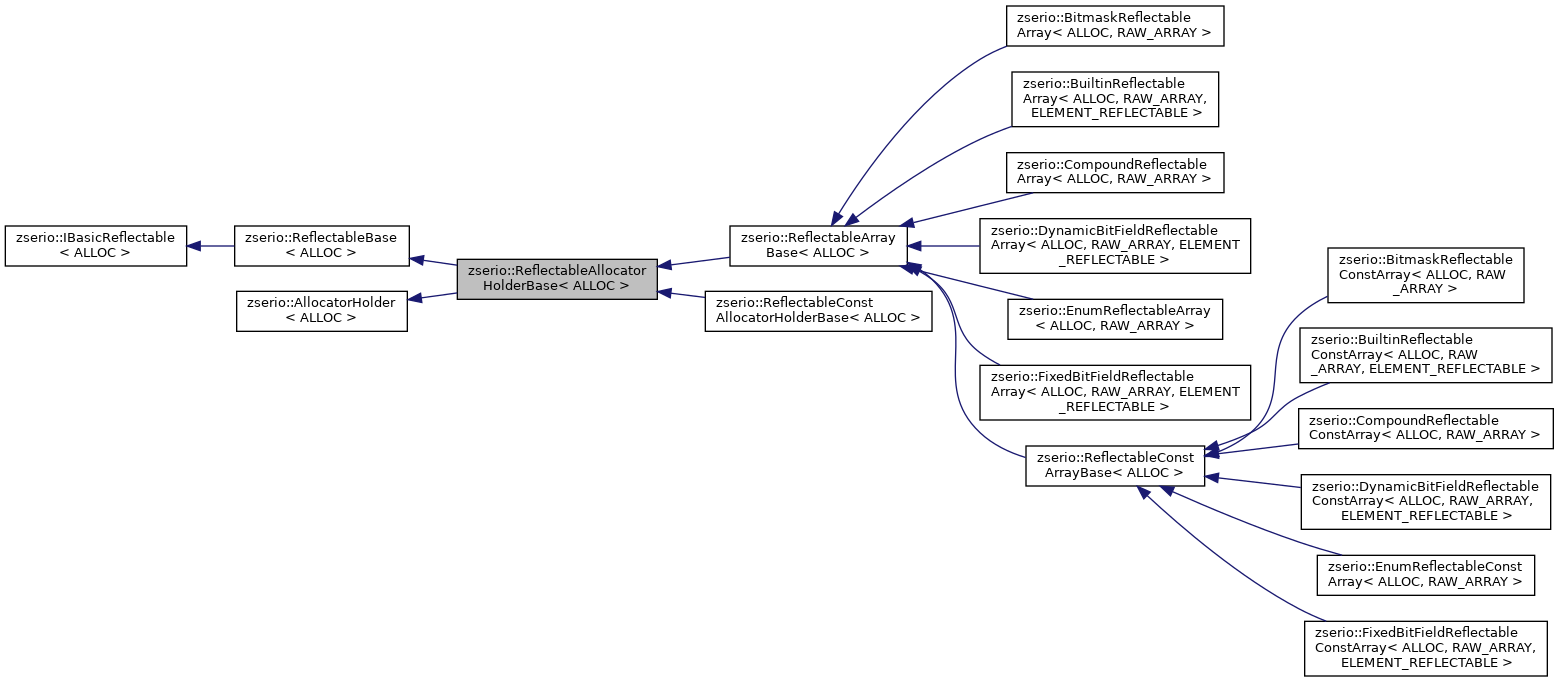 zserio::IBasicReflectable
< ALLOC >
zserio::ReflectableBase
< ALLOC >
zserio::AllocatorHolder
< ALLOC >
zserio::ReflectableAllocator
HolderBase< ALLOC >
zserio::ReflectableArray
Base< ALLOC >
zserio::ReflectableConst
AllocatorHolderBase< ALLOC >
zserio::BitmaskReflectable
Array< ALLOC, RAW_ARRAY >
zserio::BuiltinReflectable
Array< ALLOC, RAW_ARRAY,
ELEMENT_REFLECTABLE >
zserio::CompoundReflectable
Array< ALLOC, RAW_ARRAY >
zserio::DynamicBitFieldReflectable
Array< ALLOC, RAW_ARRAY, ELEMENT
_REFLECTABLE >
zserio::EnumReflectableArray
< ALLOC, RAW_ARRAY >
zserio::FixedBitFieldReflectable
Array< ALLOC, RAW_ARRAY, ELEMENT
_REFLECTABLE >
zserio::ReflectableConst
ArrayBase< ALLOC >
zserio::BitmaskReflectable
ConstArray< ALLOC, RAW
_ARRAY >
zserio::BuiltinReflectable
ConstArray< ALLOC, RAW
_ARRAY, ELEMENT_REFLECTABLE >
zserio::CompoundReflectable
ConstArray< ALLOC, RAW_ARRAY >
zserio::DynamicBitFieldReflectable
ConstArray< ALLOC, RAW_ARRAY,
ELEMENT_REFLECTABLE >
zserio::EnumReflectableConst
Array< ALLOC, RAW_ARRAY >
zserio::FixedBitFieldReflectable
ConstArray< ALLOC, RAW_ARRAY,
ELEMENT_REFLECTABLE >